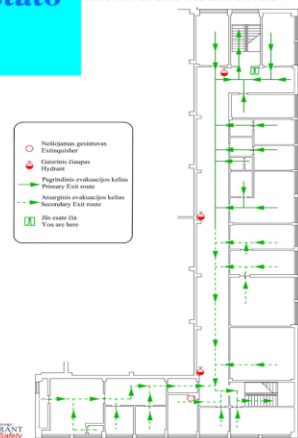 Nešiojamas gesintuvas
Extinquisher
Gaisrinis čiaupas
Hydrant
Pagrindinis evakuacijos kelias
Primary Exit route
Atsarginis evakuacijos kelias
Secondary Exit route
Jūs esate čia
You are here
RANT
Safety